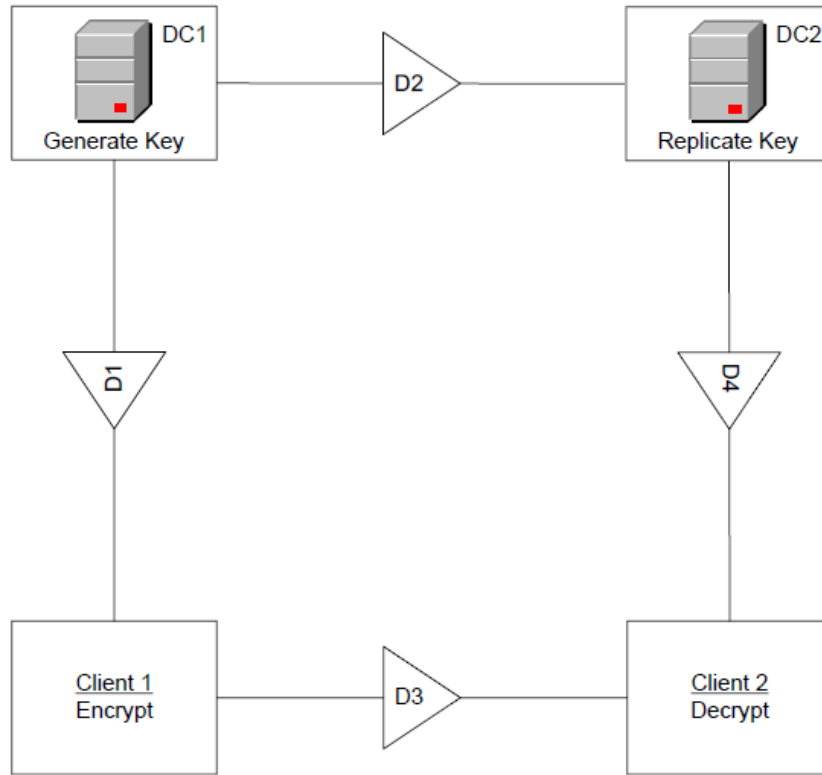 DC1
Generate Key
D2
DC2
Replicate Key
D1
D4
Client 1
Encrypt
D3
Client 2
Decrypt